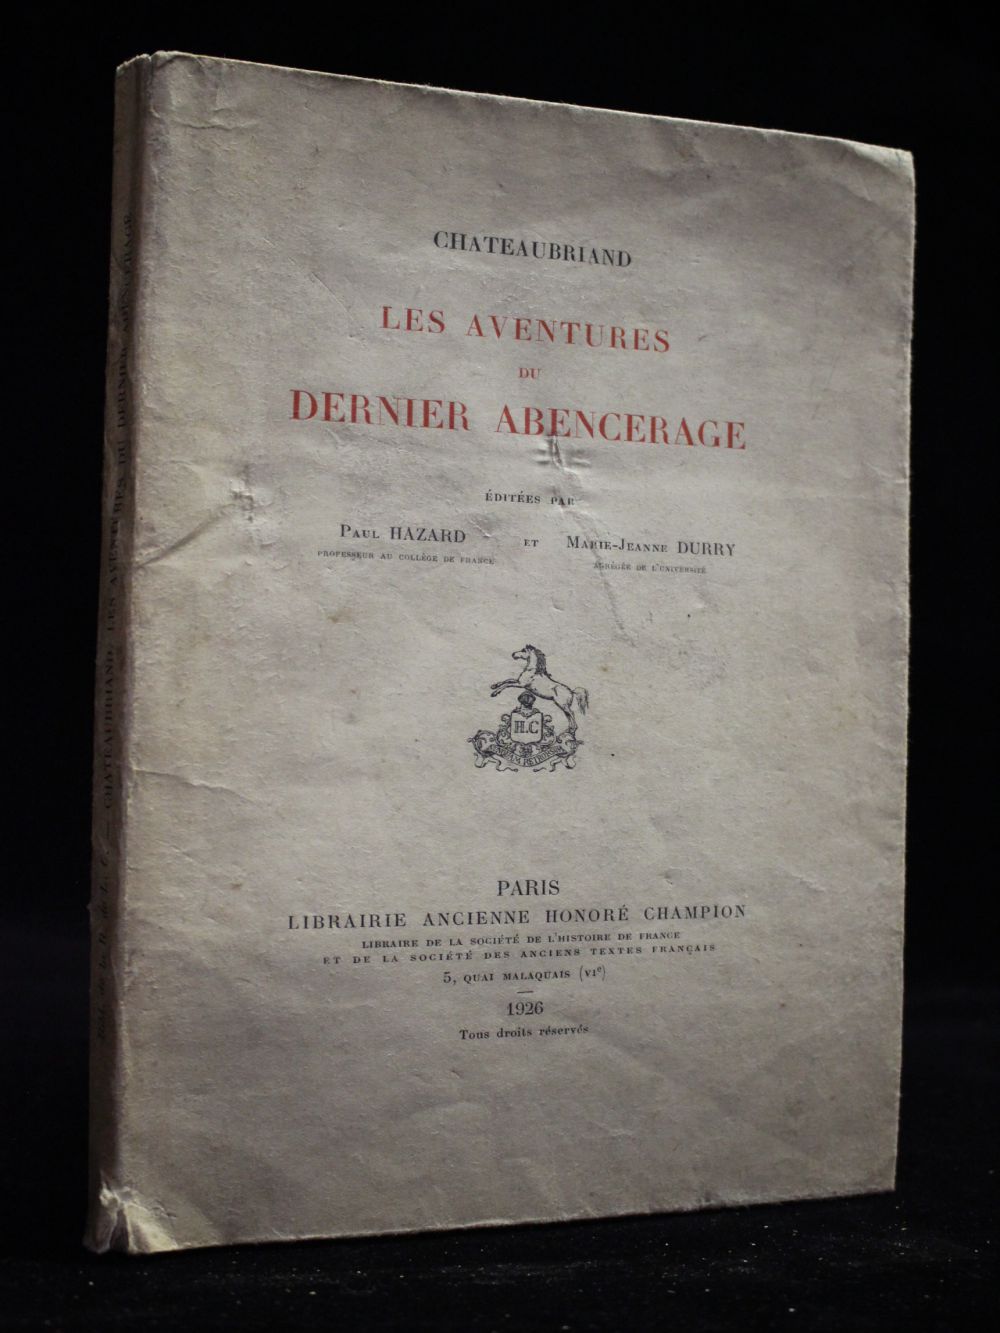 CHATEAUBRIAND
LES AVENTURES
DU
DERNIER ABENCERAGE
ÉDITÉES PAR
PAUL HAZARD ET MARIE-JEANNE DURRY
PROFESSEUR AU COLLÈGE DE FRANCE AGRÉGÉE DE L'UNIVERSITÉ
H.C
PARIS
LIBRAIRIE ANCIENNE HONORÉ CHAMPION
LIBRAIRE DE LA SOCIÉTÉ DE L'HISTOIRE DE FRANCE
ET DE LA SOCIÉTÉ DES ANCIENS TEXTES FRANÇAIS
5, QUAI MALAQUAIS (VIe)
1926
Tous droits réservés
CHATEAUBRIAND. LES AVENTURES DU DERNIER ABENCERAGE